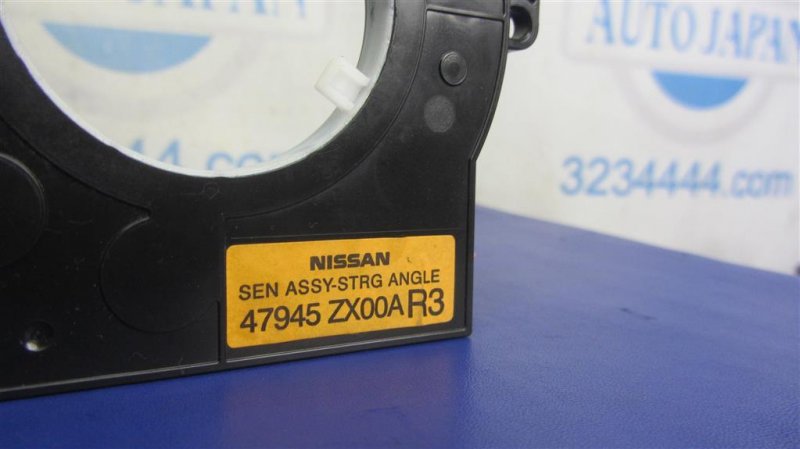 AUTO JAPAN
3234444.com
NISSAN
SEN ASSY-STRG ANGLE
47945 ZX00A R3